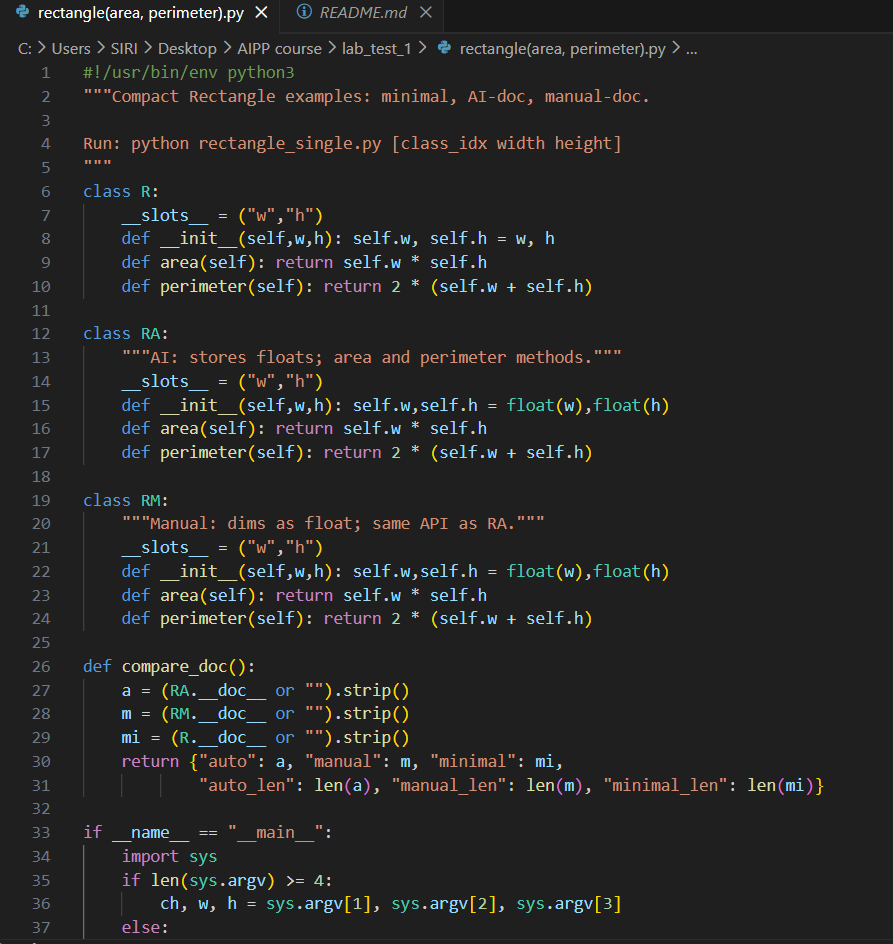 rectangle(area, perimeter).py ✕ ⓘ README.md ✕
C: > Users > SIRI > Desktop > AIPP course > lab_test_1 > rectangle(area, perimeter).py > ...
1 #!/usr/bin/env python3
2 """Compact Rectangle examples: minimal, AI-doc, manual-doc.
3
4 Run: python rectangle_single.py [class_idx width height]
5 """
6 class R:
7     __slots__ = ("w","h")
8     def __init__(self,w,h): self.w, self.h = w, h
9     def area(self): return self.w * self.h
10     def perimeter(self): return 2 * (self.w + self.h)
11
12 class RA:
13     """AI: stores floats; area and perimeter methods."""
14     __slots__ = ("w","h")
15     def __init__(self,w,h): self.w,self.h = float(w),float(h)
16     def area(self): return self.w * self.h
17     def perimeter(self): return 2 * (self.w + self.h)
18
19 class RM:
20     """Manual: dims as float; same API as RA."""
21     __slots__ = ("w","h")
22     def __init__(self,w,h): self.w,self.h = float(w),float(h)
23     def area(self): return self.w * self.h
24     def perimeter(self): return 2 * (self.w + self.h)
25
26 def compare_doc():
27     a = (RA.__doc__ or "").strip()
28     m = (RM.__doc__ or "").strip()
29     mi = (R.__doc__ or "").strip()
30     return {"auto": a, "manual": m, "minimal": mi,
31             "auto_len": len(a), "manual_len": len(m), "minimal_len": len(mi)}
32
33 if __name__ == "__main__":
34     import sys
35     if len(sys.argv) >= 4:
36         ch, w, h = sys.argv[1], sys.argv[2], sys.argv[3]
37     else: